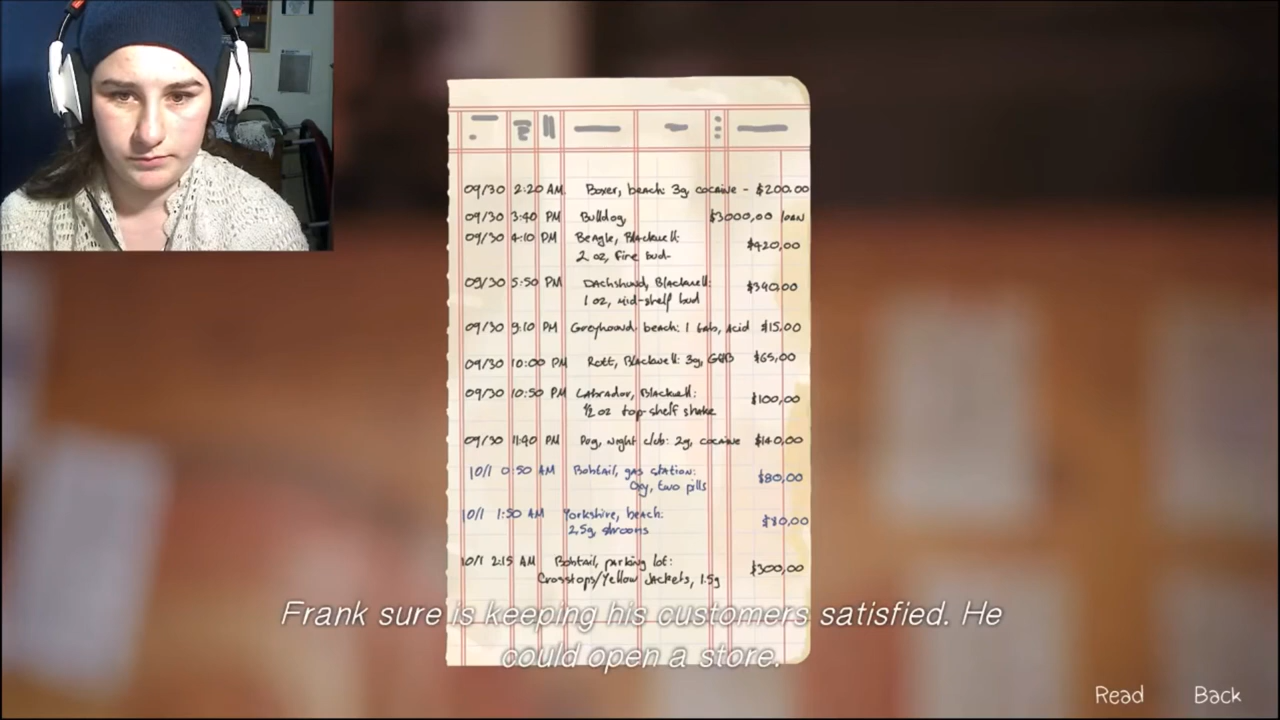 09/30 2:20 AM. Boxer, beach: 3g, cocaine - $200.00
09/30 3:40 PM Bulldog $3000,00 loan
09/30 4:10 PM Beagle, Blackwell: $420,00
2 oz, fire bud-
09/30 5:50 PM Dachshund, Blackwell: $340.00
1 oz, mid-shelf bud
09/30 9:10 PM Greyhound, beach: 1 tab, acid $15.00
09/30 10:00 PM Rott, Blackwell: 3g, GHB $65,00
09/30 10:50 PM Labrador, Blackwell: $100,00
1/2 oz top-shelf shake
09/30 11:40 PM Pug, night club: 2g, cocaine $140,00
10/1 0:50 AM Bobtail, gas station: $80,00
Oxy, two pills
10/1 1:50 AM Yorkshire, beach:
2,5g, shrooms
10/1 2:15 AM Bobtail, parking lot: $300,00
Crosstops/Yellow Jackets, 1.5g
Frank sure is keeping his customers satisfied. He
could open a store.
Read Back